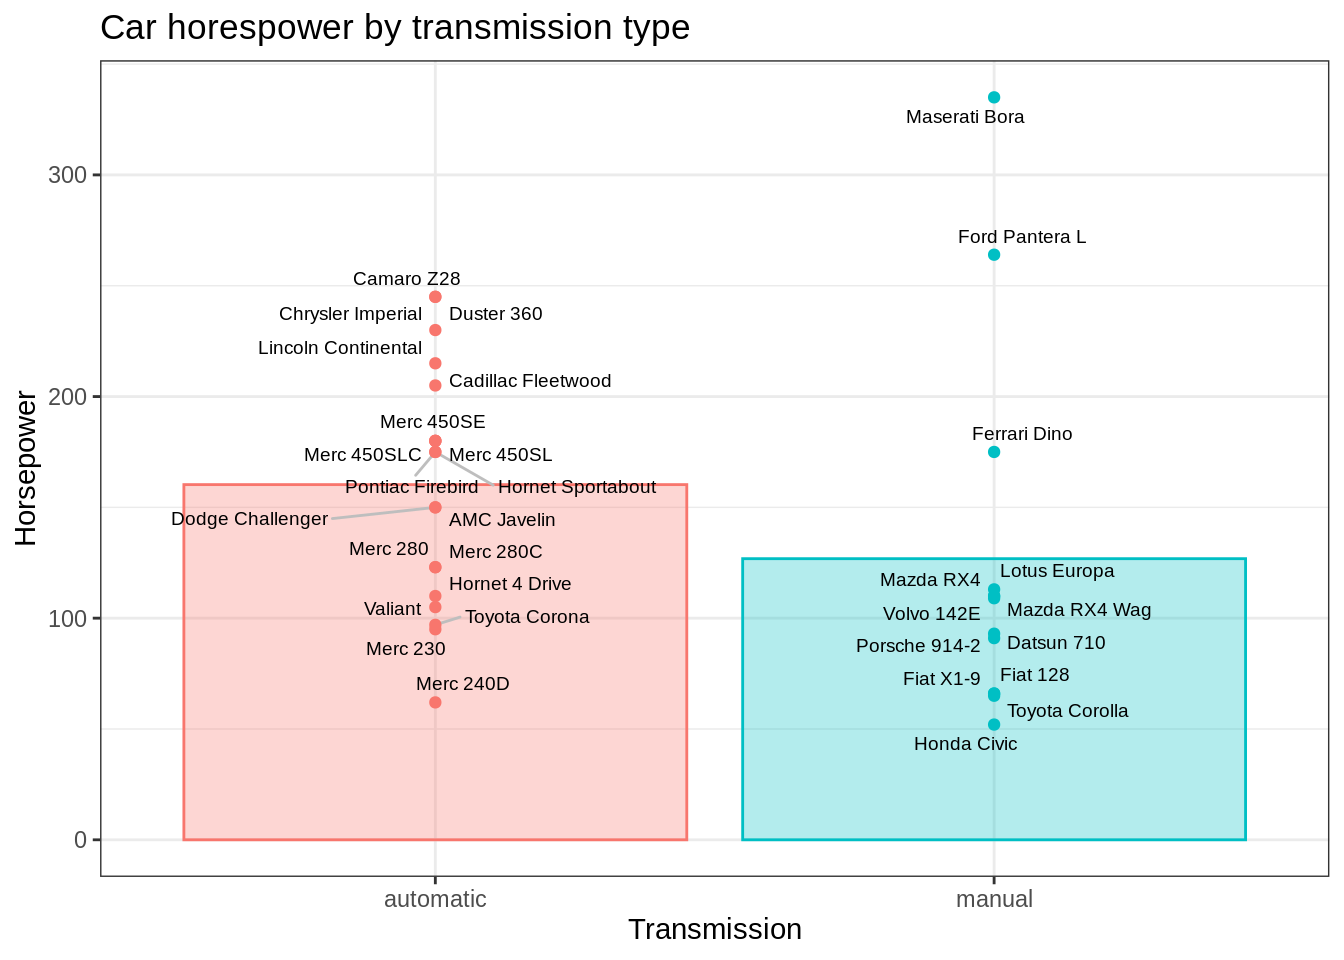 Car horespower by transmission type
Horsepower
300
200
100
0
Maserati Bora
Ford Pantera L
Camaro Z28
Chrysler Imperial
Duster 360
Lincoln Continental
Cadillac Fleetwood
Merc 450SE
Ferrari Dino
Merc 450SLC
Merc 450SL
Pontiac Firebird
Hornet Sportabout
Dodge Challenger
AMC Javelin
Merc 280
Merc 280C
Lotus Europa
Hornet 4 Drive
Mazda RX4
Valiant
Toyota Corona
Volvo 142E
Mazda RX4 Wag
Merc 230
Porsche 914-2
Datsun 710
Merc 240D
Fiat X1-9
Fiat 128
Toyota Corolla
Honda Civic
automatic
manual
Transmission